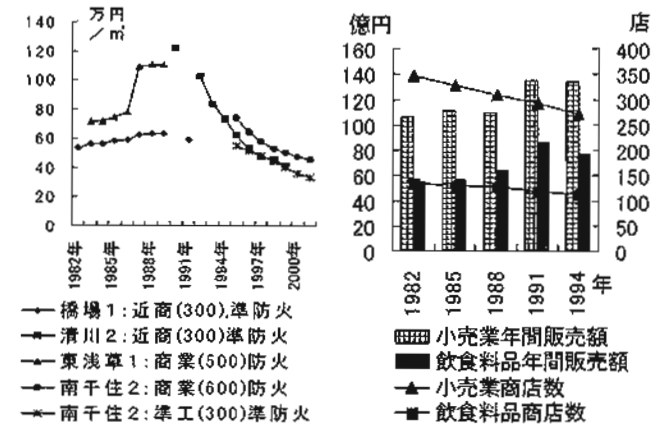 万円
/㎡
140
120
100
80
60
40
20
0
1982年
1985年
1988年
1991年
1994年
1997年
2000年
橋場1:近商(300),準防火
清川2:近商(300)準防火
東浅草1:商業(500)防火
南千住2:商業(600)防火
南千住2:準工(300)準防火
億円
店
160
140
120
100
80
60
40
20
0
400
350
300
250
200
150
100
50
0
1982
1985
1988
1991
1994
年
小売業年間販売額
飲食料品年間販売額
小売業商店数
飲食料品商店数